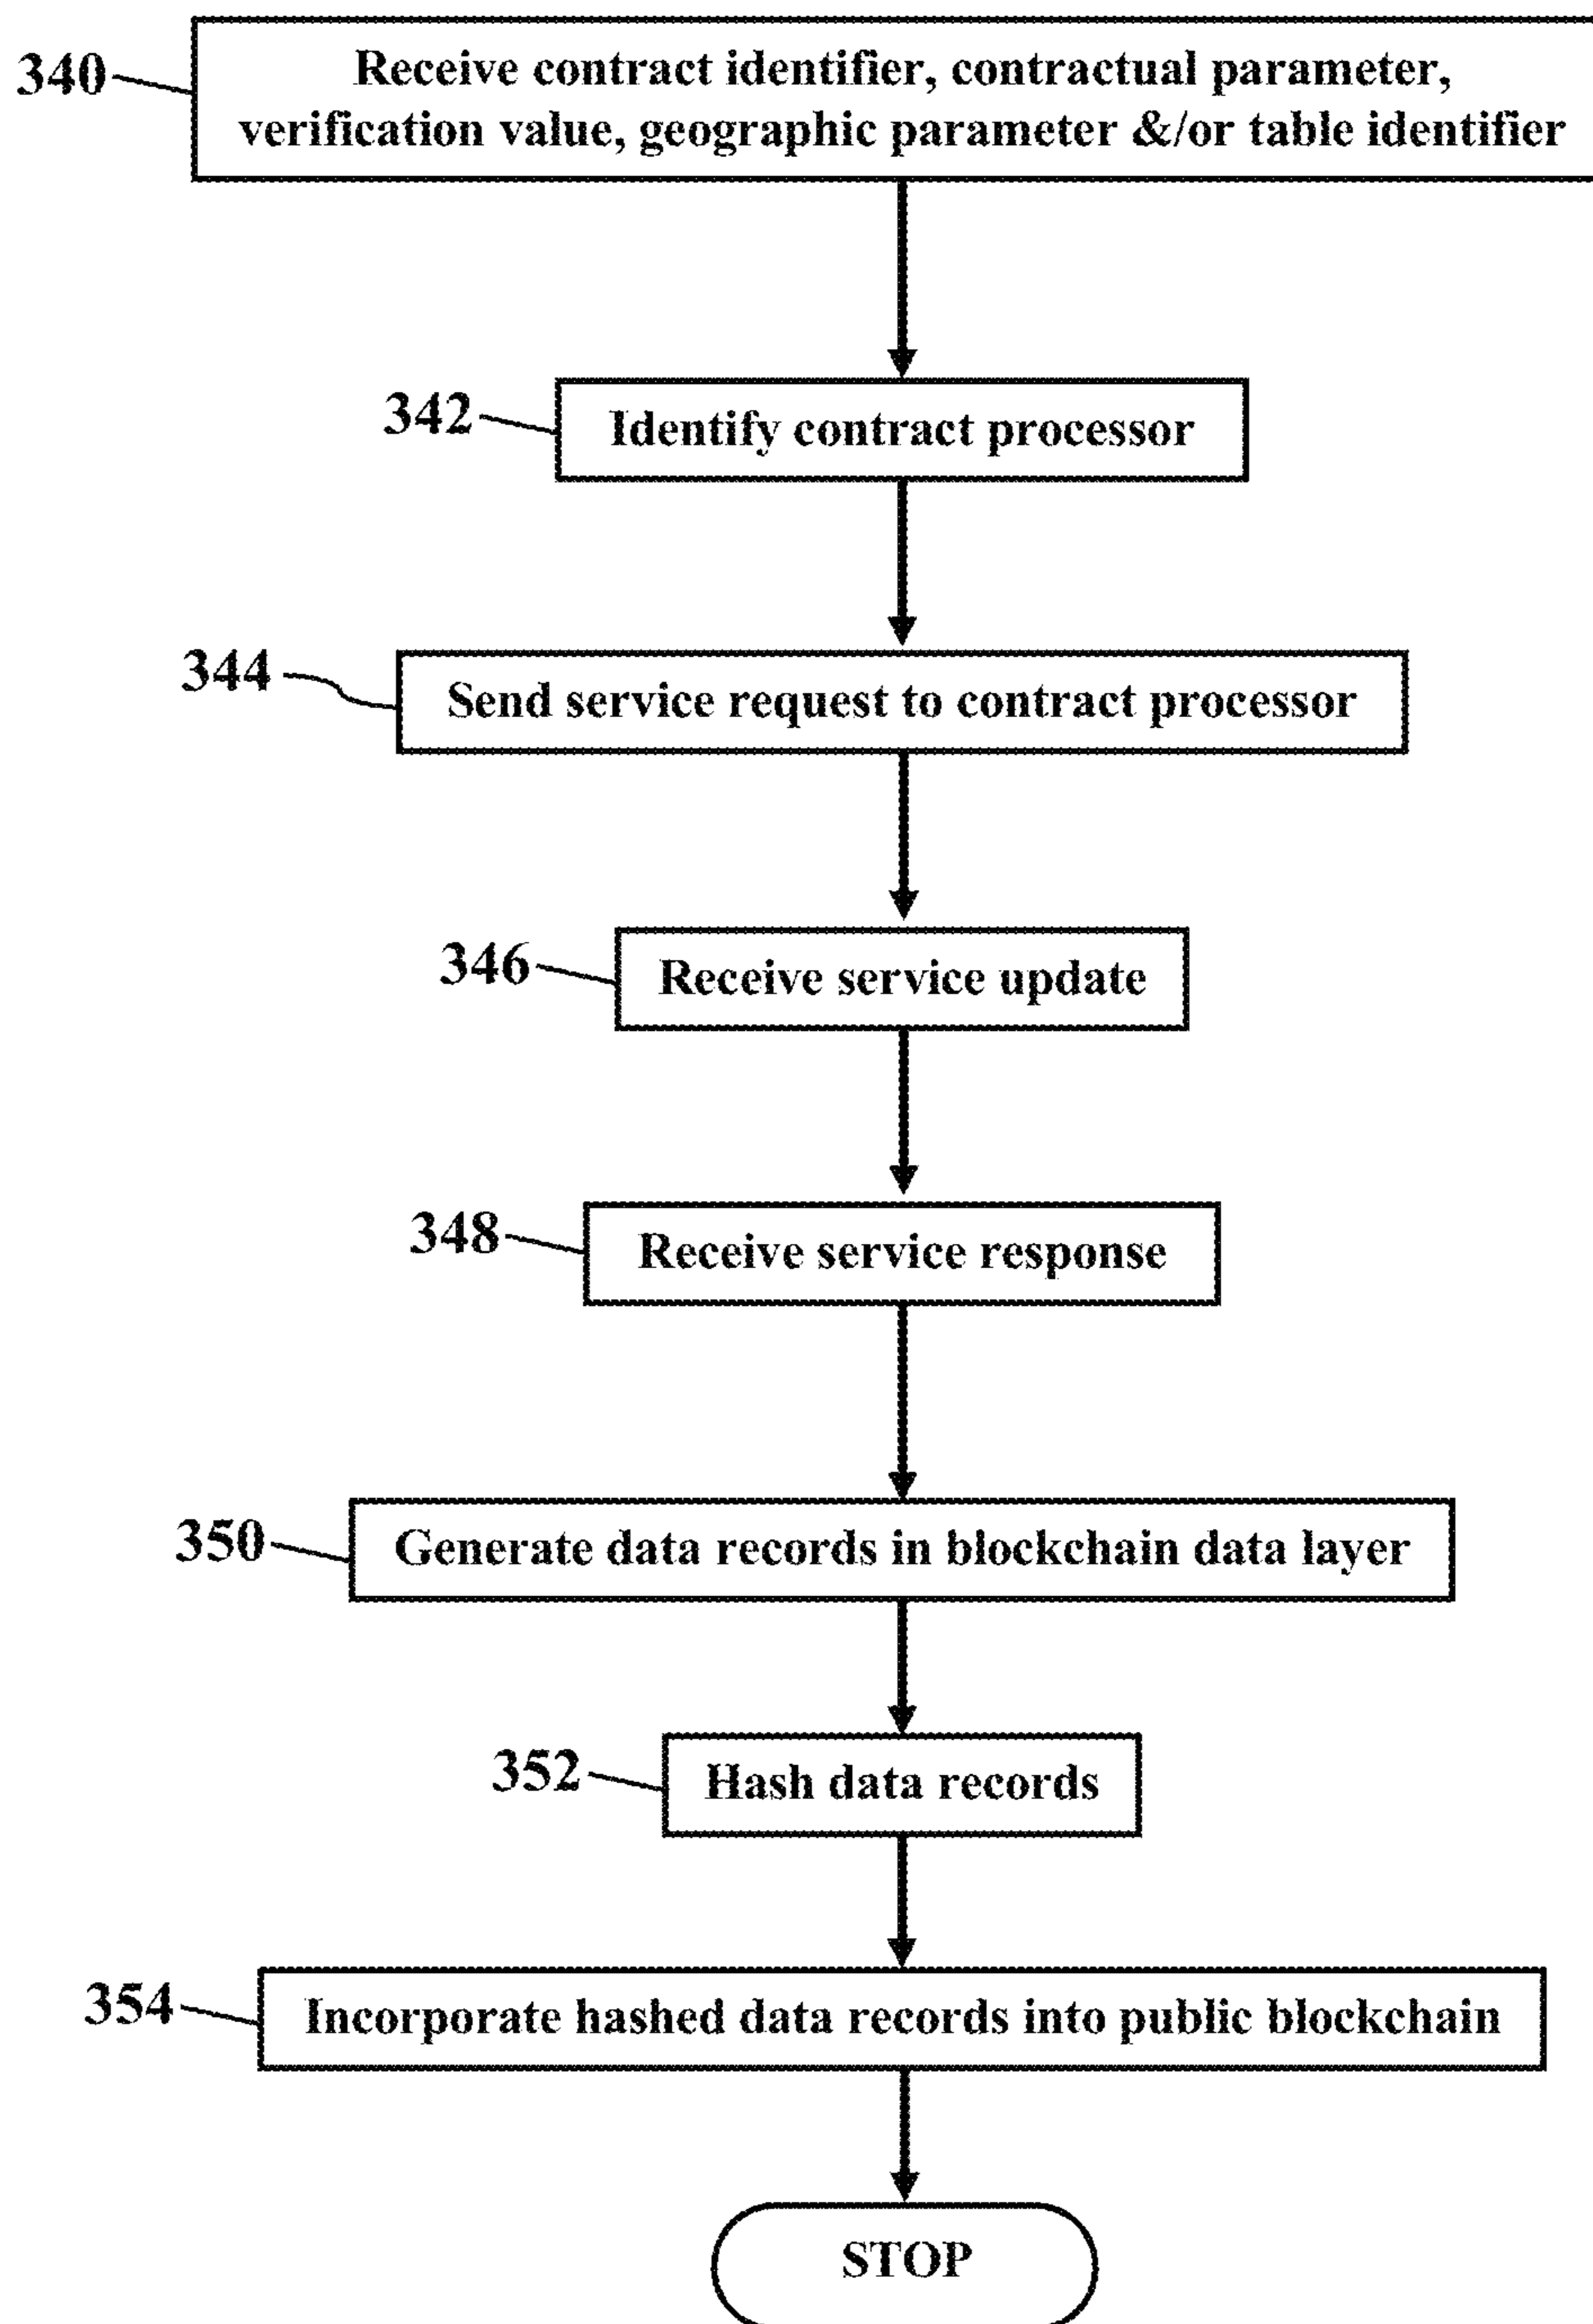 340
Receive contract identifier, contractual parameter,
verification value, geographic parameter &/or table identifier
342
Identify contract processor
344
Send service request to contract processor
346
Receive service update
348
Receive service response
350
Generate data records in blockchain data layer
352
Hash data records
354
Incorporate hashed data records into public blockchain
STOP